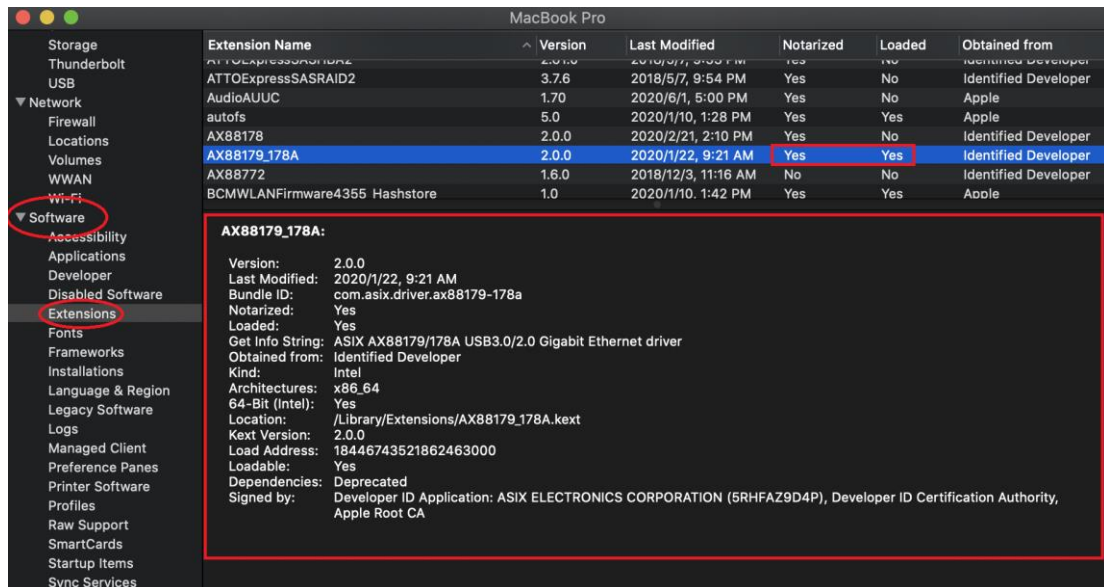 MacBook Pro
Storage
Thunderbolt
USB
Network
Firewall
Locations
Volumes
WWAN
Wi-Fi
Software
Accessibility
Applications
Developer
Disabled Software
Extensions
Fonts
Frameworks
Installations
Language & Region
Legacy Software
Logs
Managed Client
Preference Panes
Printer Software
Profiles
Raw Support
SmartCards
Startup Items
Sync Services
Extension Name Version Last Modified Notarized Loaded Obtained from
ATTOExpressSASRAID2 3.7.6 2018/5/7, 9:54 PM Yes No Identified Developer
AudioAUUC 1.70 2020/6/1, 5:00 PM Yes No Apple
autofs 5.0 2020/1/10, 1:28 PM Yes Yes Apple
AX88178 2.0.0 2020/2/21, 2:10 PM Yes No Identified Developer
AX88179_178A 2.0.0 2020/1/22, 9:21 AM Yes Yes Identified Developer
AX88772 1.6.0 2018/12/3, 11:16 AM No No Identified Developer
BCMWLANFirmware4355_Hashstore 1.0 2020/1/10, 1:42 PM Yes Yes Apple
AX88179_178A:
Version: 2.0.0
Last Modified: 2020/1/22, 9:21 AM
Bundle ID: com.asix.driver.ax88179-178a
Notarized: Yes
Loaded: Yes
Get Info String: ASIX AX88179/178A USB3.0/2.0 Gigabit Ethernet driver
Obtained from: Identified Developer
Kind: Intel
Architectures: x86_64
64-Bit (Intel): Yes
Location: /Library/Extensions/AX88179_178A.kext
Kext Version: 2.0.0
Load Address: 18446743521862463000
Loadable: Yes
Dependencies: Deprecated
Signed by: Developer ID Application: ASIX ELECTRONICS CORPORATION (5RHFAZ9D4P), Developer ID Certification Authority,
Apple Root CA